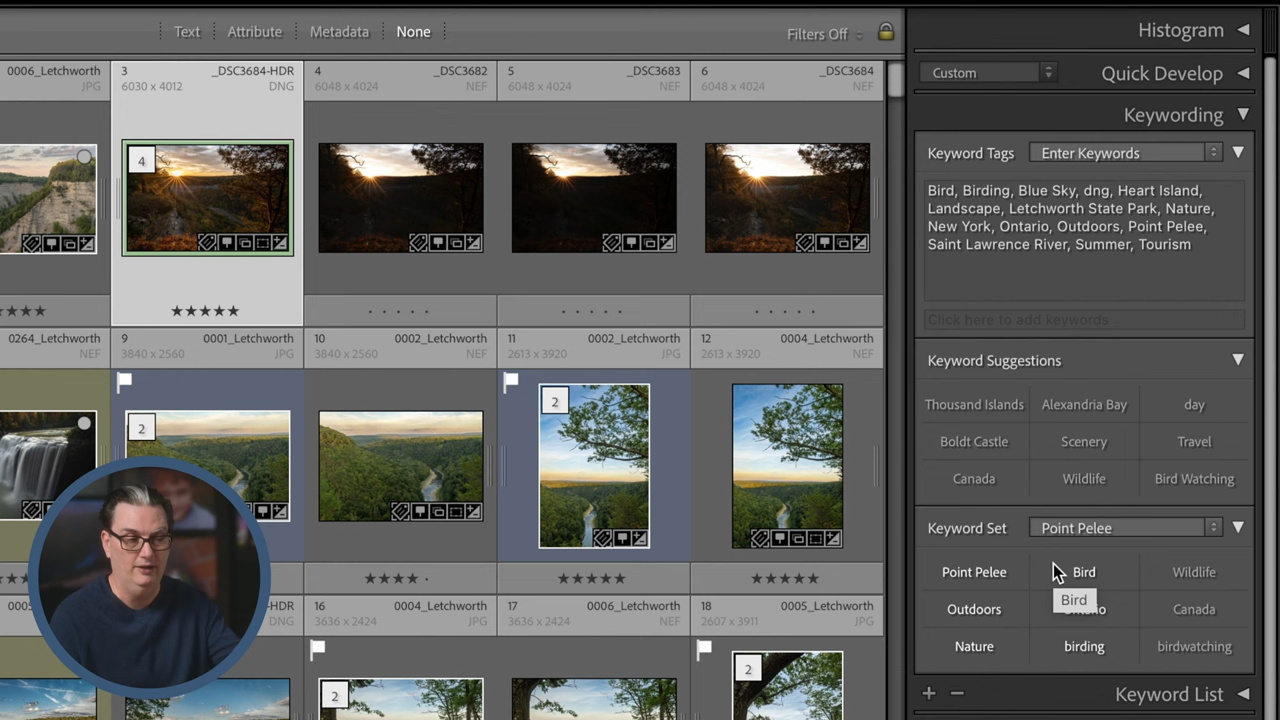 Text Attribute Metadata None Filters Off
Histogram
Custom Quick Develop
Keywording
0006_Letchworth 3 _DSC3684-HDR 4 _DSC3682 5 _DSC3683 6 _DSC3684
JPG 6030 x 4012 DNG 6048 x 4024 NEF 6048 x 4024 NEF 6048 x 4024 NEF
4
Keyword Tags Enter Keywords
Bird, Birding, Blue Sky, dng, Heart Island,
Landscape, Letchworth State Park, Nature,
New York, Ontario, Outdoors, Point Pelee,
Saint Lawrence River, Summer, Tourism
Click here to add keywords
0264_Letchworth 9 0001_Letchworth 10 0002_Letchworth 11 0002_Letchworth 12 0004_Letchworth
NEF 3840 x 2560 JPG 3840 x 2560 NEF 2613 x 3920 JPG 2613 x 3920 NEF
2 2
Keyword Suggestions
Thousand Islands Alexandria Bay day
Boldt Castle Scenery Travel
Canada Wildlife Bird Watching
Keyword Set Point Pelee
Point Pelee Bird Wildlife
Bird
Outdoors Canada
Nature birding birdwatching
-HDR 16 0004_Letchworth 17 0006_Letchworth 18 0005_Letchworth
DNG 3636 x 2424 JPG 3636 x 2424 NEF 2607 x 3911 JPG
2 2
Keyword List